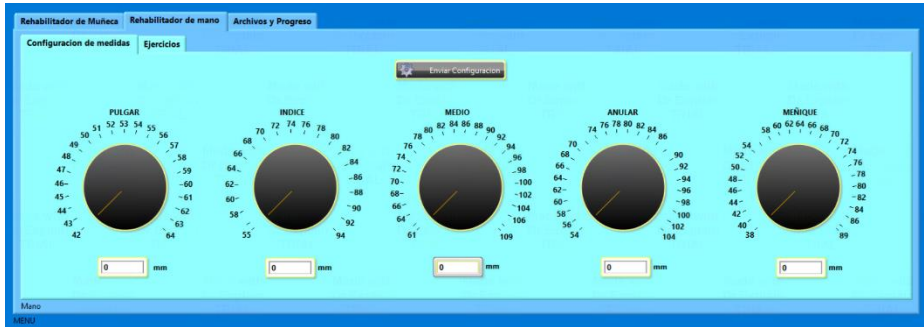 Rehabilitador de Muñeca Rehabilitador de mano Archivos y Progreso
Configuracion de medidas Ejercicios
Enviar Configuracion
PULGAR
42 43 44 45 46 47 48 49 50 51 52 53 54 55 56 57 58 59 60 61 62 63 64
0 mm
INDICE
55 58 60 62 64 66 68 70 72 74 76 78 80 82 84 86 88 90 92 94
0 mm
MEDIO
61 64 66 68 70 72 74 76 78 80 82 84 86 88 90 92 94 96 98 100 102 104 106 109
0 mm
ANULAR
54 56 58 60 62 64 66 68 70 74 76 78 80 82 84 86 90 92 94 96 98 100 102 104
0 mm
MEÑIQUE
38 40 42 44 46 48 50 52 54 58 60 62 64 66 68 70 72 74 76 78 80 82 84 86 89
0 mm
Mano
MENU